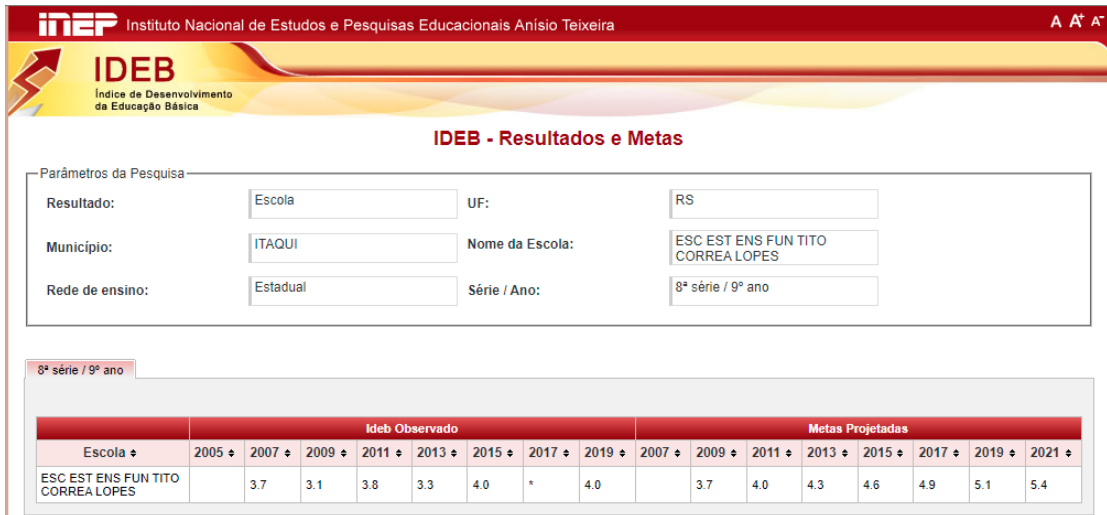 INEP Instituto Nacional de Estudos e Pesquisas Educacionais Anísio Teixeira A A+ A-
IDEB
Índice de Desenvolvimento
da Educação Básica
IDEB - Resultados e Metas
Parâmetros da Pesquisa
Resultado: Escola UF: RS
Município: ITAQUI Nome da Escola: ESC EST ENS FUN TITO
CORREA LOPES
Rede de ensino: Estadual Série / Ano: 8ª série / 9º ano
8ª série / 9º ano
Ideb Observado Metas Projetadas
Escola 2005 2007 2009 2011 2013 2015 2017 2019 2007 2009 2011 2013 2015 2017 2019 2021
ESC EST ENS FUN TITO
CORREA LOPES 3.7 3.1 3.8 3.3 4.0 * 4.0 3.7 4.0 4.3 4.6 4.9 5.1 5.4